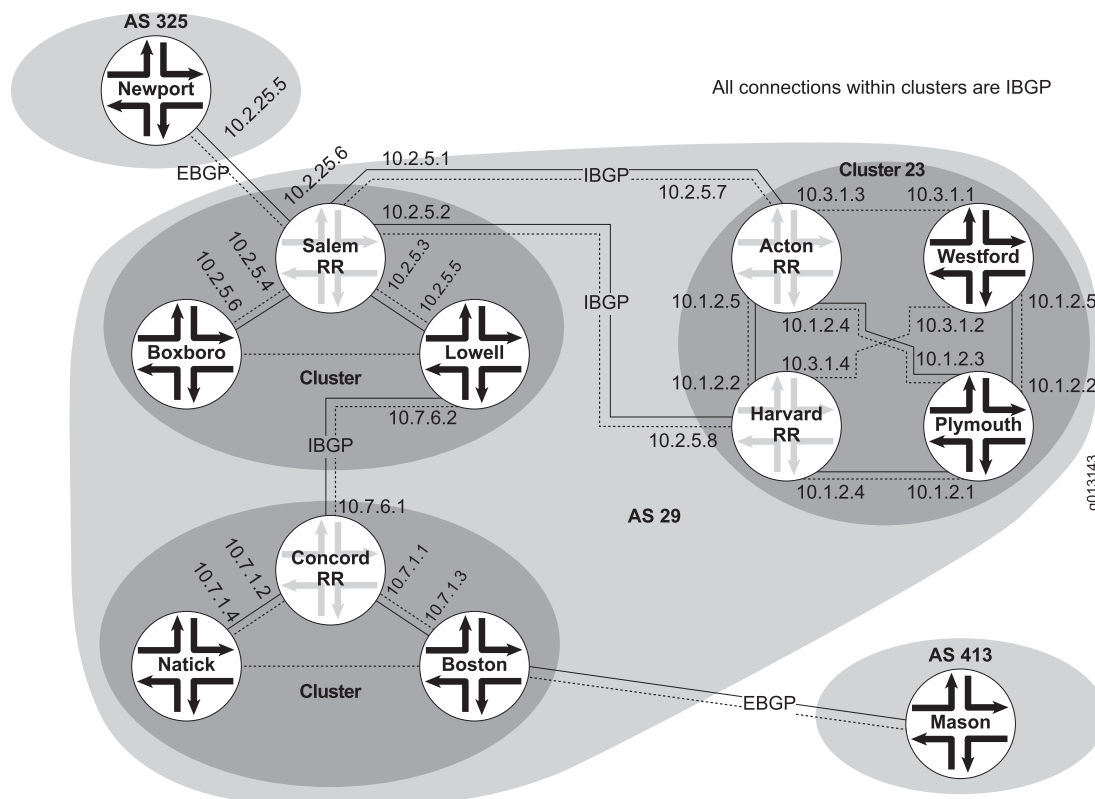 AS 325
Newport
10.2.25.5
All connections within clusters are IBGP
EBGP
10.2.25.6
10.2.5.1
IBGP
10.2.5.7
Cluster 23
10.3.1.3
10.3.1.1
Salem
RR
10.2.5.2
Acton
RR
Westford
10.2.5.4
10.2.5.6
10.2.5.3
10.2.5.5
IBGP
10.1.2.5
10.1.2.4
10.3.1.2
10.1.2.5
Boxboro
Lowell
Cluster
10.3.1.4
10.1.2.3
10.1.2.2
10.1.2.2
10.7.6.2
Harvard
RR
Plymouth
10.2.5.8
IBGP
10.1.2.4
10.1.2.1
g013143
10.7.6.1
AS 29
Concord
RR
10.7.1.2
10.7.1.4
10.7.1.1
10.7.1.3
Natick
Boston
Cluster
AS 413
EBGP
Mason